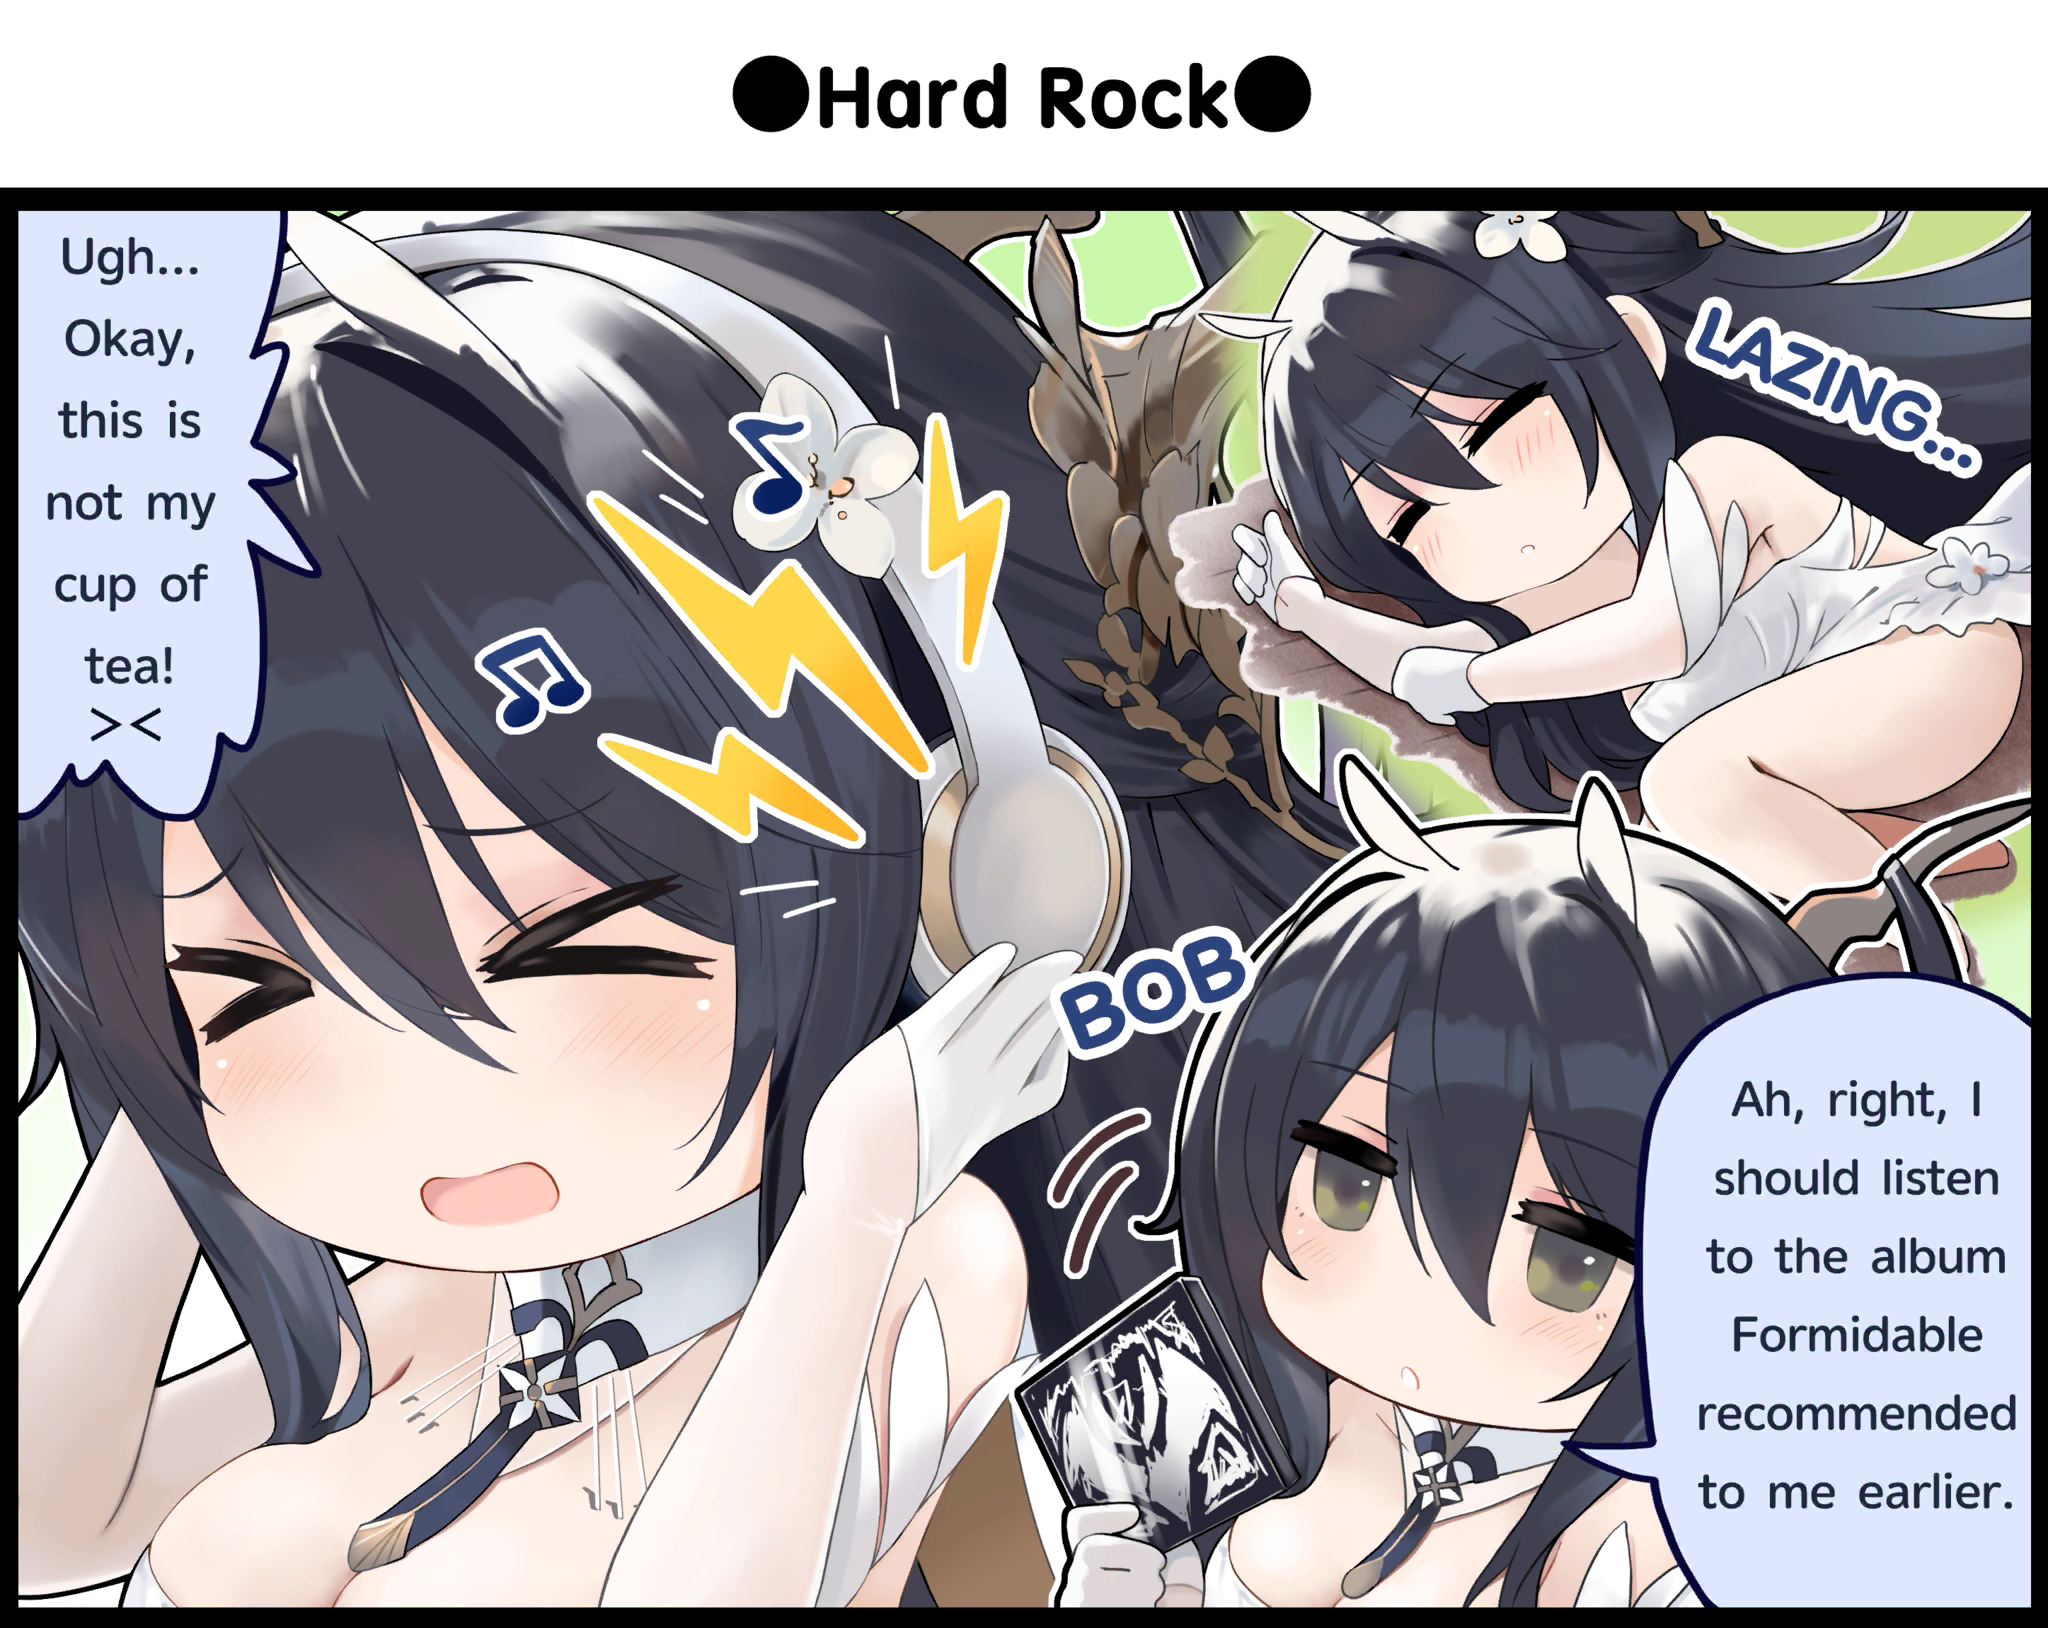 ●Hard Rock●
LAZING...
BOB
Ah, right, I
should listen
to the album
Formidable
recommended
to me earlier.
Ugh...
Okay,
this is
not my
cup of
tea!
><